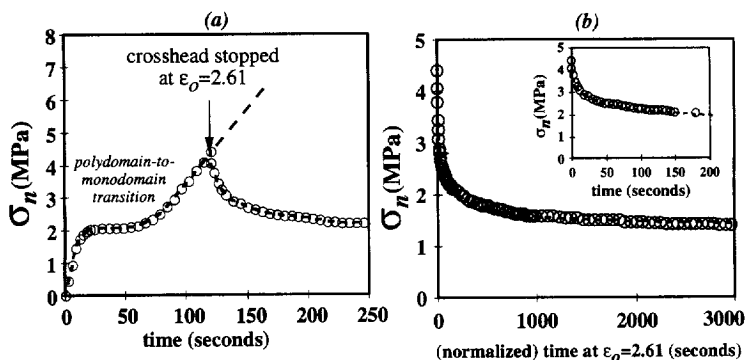 (a)
crosshead stopped
at εo=2.61
polydomain-to-
monodomain
transition
σn(MPa)
8
7
6
5
4
3
2
1
0
0 50 100 150 200 250
time (seconds)
(b)
σn(MPa)
5
4
3
2
1
0 1000 2000 3000
(normalized) time at εo=2.61 (seconds)
σn(MPa)
5
4
3
2
1
0
0 50 100 150 200
time (seconds)